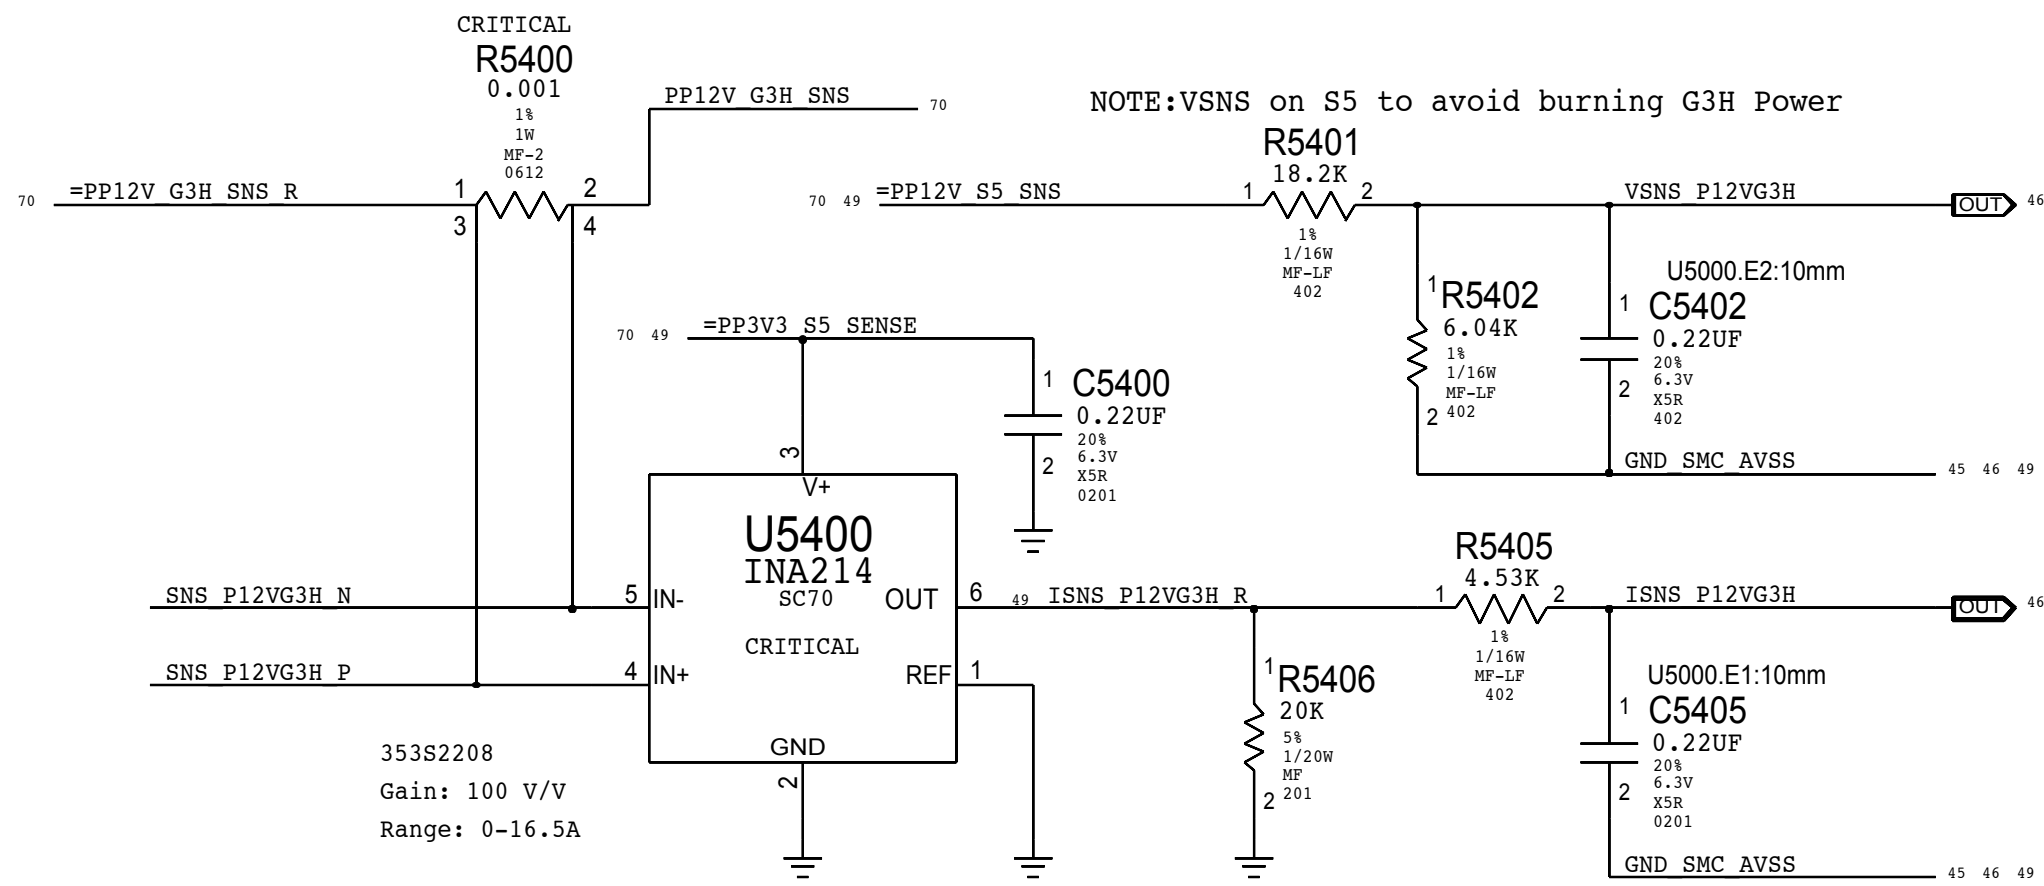 CRITICAL
R5400
0.001
1%
1W
MF-2
0612
PP12V_G3H_SNS 70
70 =PP12V_G3H_SNS_R
1
2
3
4
NOTE:VSNS on S5 to avoid burning G3H Power
R5401
18.2K
70 49 =PP12V_S5_SNS
1
2
1%
1/16W
MF-LF
402
VSNS_P12VG3H
OUT 46
1
R5402
6.04K
1%
1/16W
MF-LF
402
2
U5000.E2:10mm
1
C5402
0.22UF
20%
6.3V
X5R
402
2
GND_SMC_AVSS 45 46 49
70 49 =PP3V3_S5_SENSE
1
C5400
0.22UF
20%
6.3V
X5R
0201
2
3
V+
U5400
INA214
SC70
CRITICAL
SNS_P12VG3H_N 5 IN-
SNS_P12VG3H_P 4 IN+
OUT 6
REF 1
GND
2
353S2208
Gain: 100 V/V
Range: 0-16.5A
49 ISNS_P12VG3H_R
1
R5406
20K
5%
1/20W
MF
201
2
R5405
4.53K
1
2
1%
1/16W
MF-LF
402
ISNS_P12VG3H
OUT 46
U5000.E1:10mm
1
C5405
0.22UF
20%
6.3V
X5R
0201
2
GND_SMC_AVSS 45 46 49